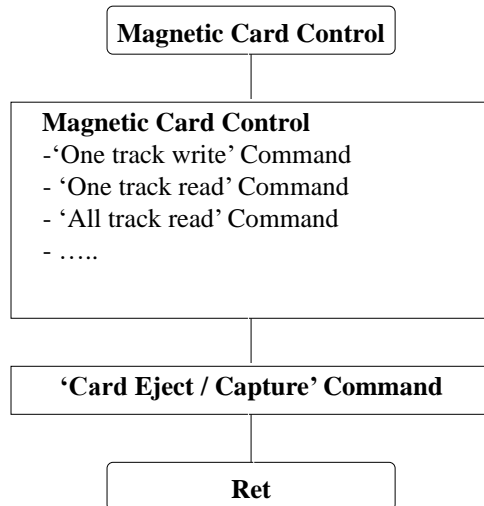 Magnetic Card Control
Magnetic Card Control
-‘One track write’ Command
- ‘One track read’ Command
- ‘All track read’ Command
- …..
‘Card Eject / Capture’ Command
Ret